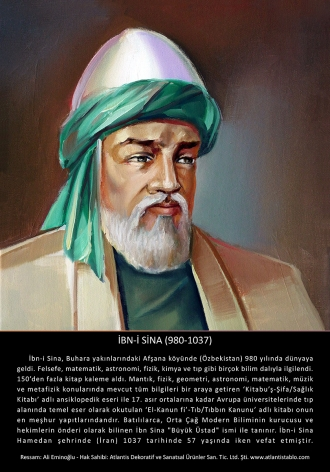 İBN-İ SİNA (980-1037)
İbn-i Sina, Buhara yakınlarındaki Afşana köyünde (Özbekistan) 980 yılında dünyaya
geldi. Felsefe, matematik, astronomi, fizik, kimya ve tıp gibi birçok bilim dalıyla ilgilendi.
150'den fazla kitap kaleme aldı. Mantık, fizik, geometri, astronomi, matematik, müzik
ve metafizik konularında mevcut tüm bilgileri bir araya getiren 'Kitabu'ş-Şifa/Sağlık
Kitabı' adlı ansiklopedik eseri ile 17. asır ortalarına kadar Avrupa üniversitelerinde tıp
alanında temel eser olarak okutulan 'El-Kanun fi'-Tıb/Tıbbın Kanunu' adlı kitabı onun
en meşhur yapıtlarındandır. Batılılarca, Orta Çağ Modern Biliminin kurucusu ve
hekimlerin önderi olarak bilinen İbn Sina "Büyük Üstad" ismi ile tanınır. İbn-i Sina
Hamedan şehrinde (İran) 1037 tarihinde 57 yaşında iken vefat etmiştir.
Ressam: Ali Eminoğlu - Hak Sahibi: Atlantis Dekoratif ve Sanatsal Ürünler San. Tic. Ltd. Şti. www.atlantistablo.com